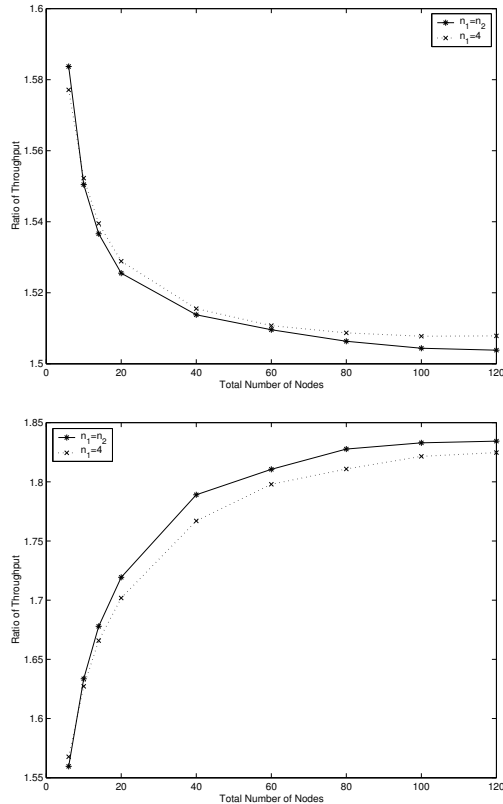 1.6
n₁=n₂
n₁=4
1.58
1.56
Ratio of Throughput
1.54
1.52
1.5
0 20 40 60 80 100 120
Total Number of Nodes
1.85
n₁=n₂
n₁=4
1.8
1.75
Ratio of Throughput
1.7
1.65
1.6
1.55
0 20 40 60 80 100 120
Total Number of Nodes